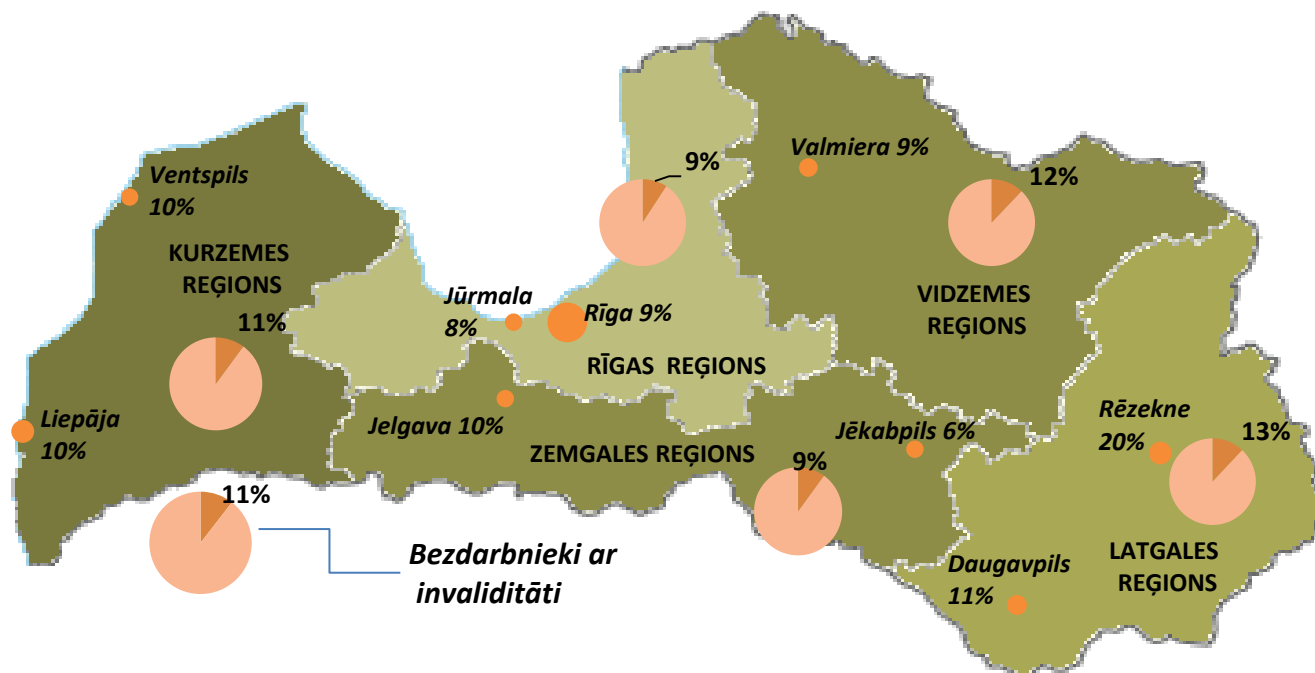 Ventspils
10%
KURZEMES
REĢIONS
11%
Liepāja
10%
11%
Bezdarbnieki ar
invaliditāti
9%
Jūrmala
8%
Rīga 9%
RĪGAS REĢIONS
Valmiera 9%
12%
VIDZEMES
REĢIONS
Jelgava 10%
ZEMGALES REĢIONS
9%
Jēkabpils 6%
Rēzekne
20%
13%
Daugavpils
11%
LATGALES
REĢIONS